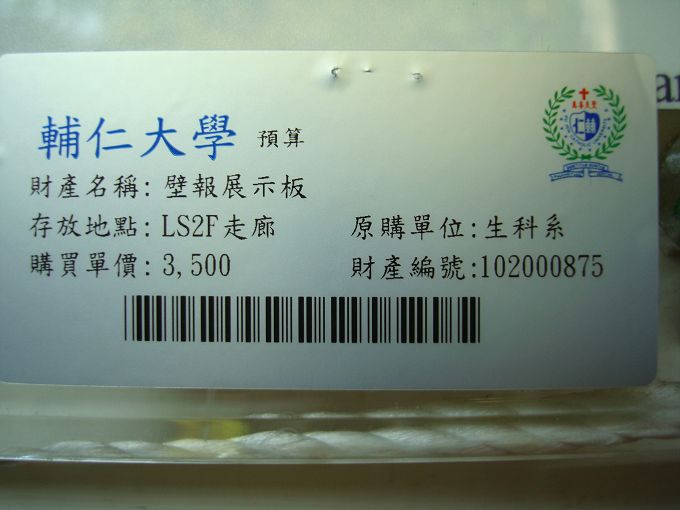 輔仁大學 預算
財產名稱: 壁報展示板
存放地點: LS2F走廊 原購單位:生科系
購買單價: 3,500 財產編號:102000875